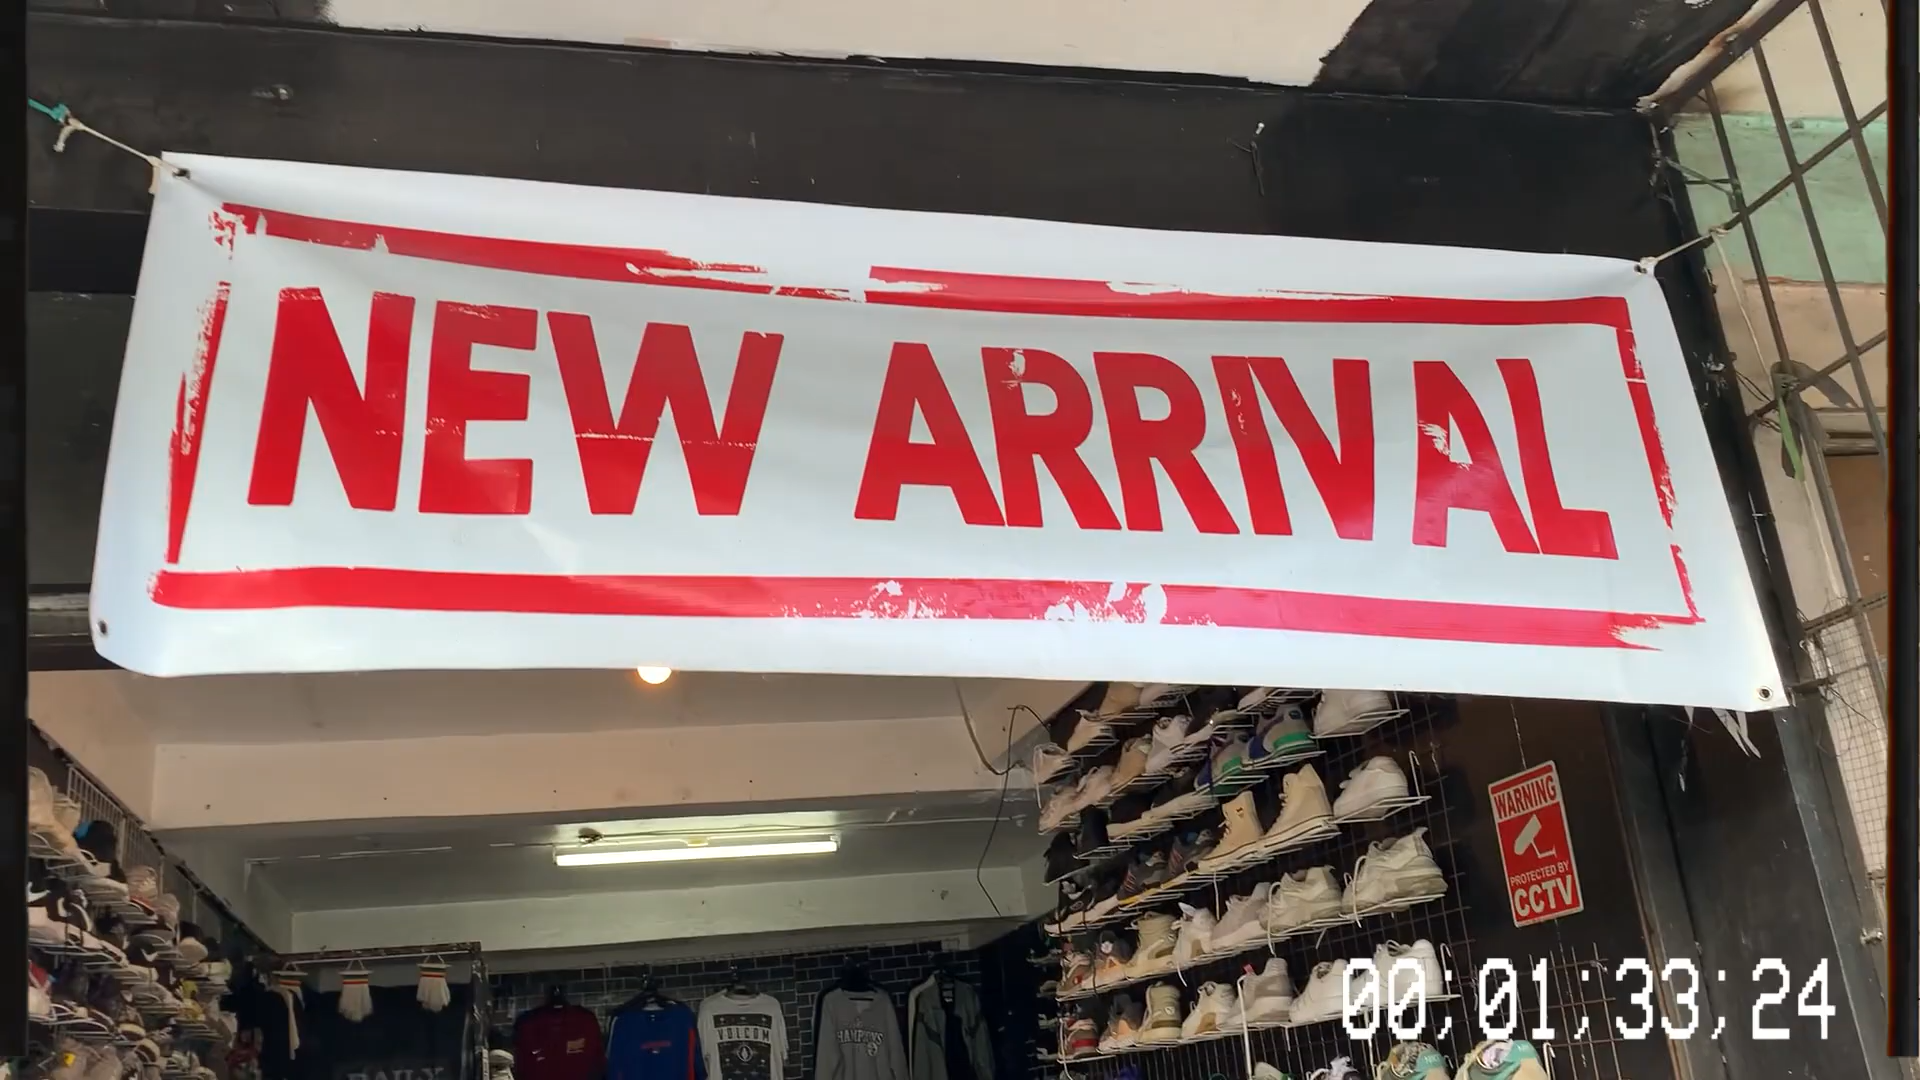 NEW ARRIVAL
WARNING
PROTECTED BY
CCTV
VOLCOM
00;01;33;24